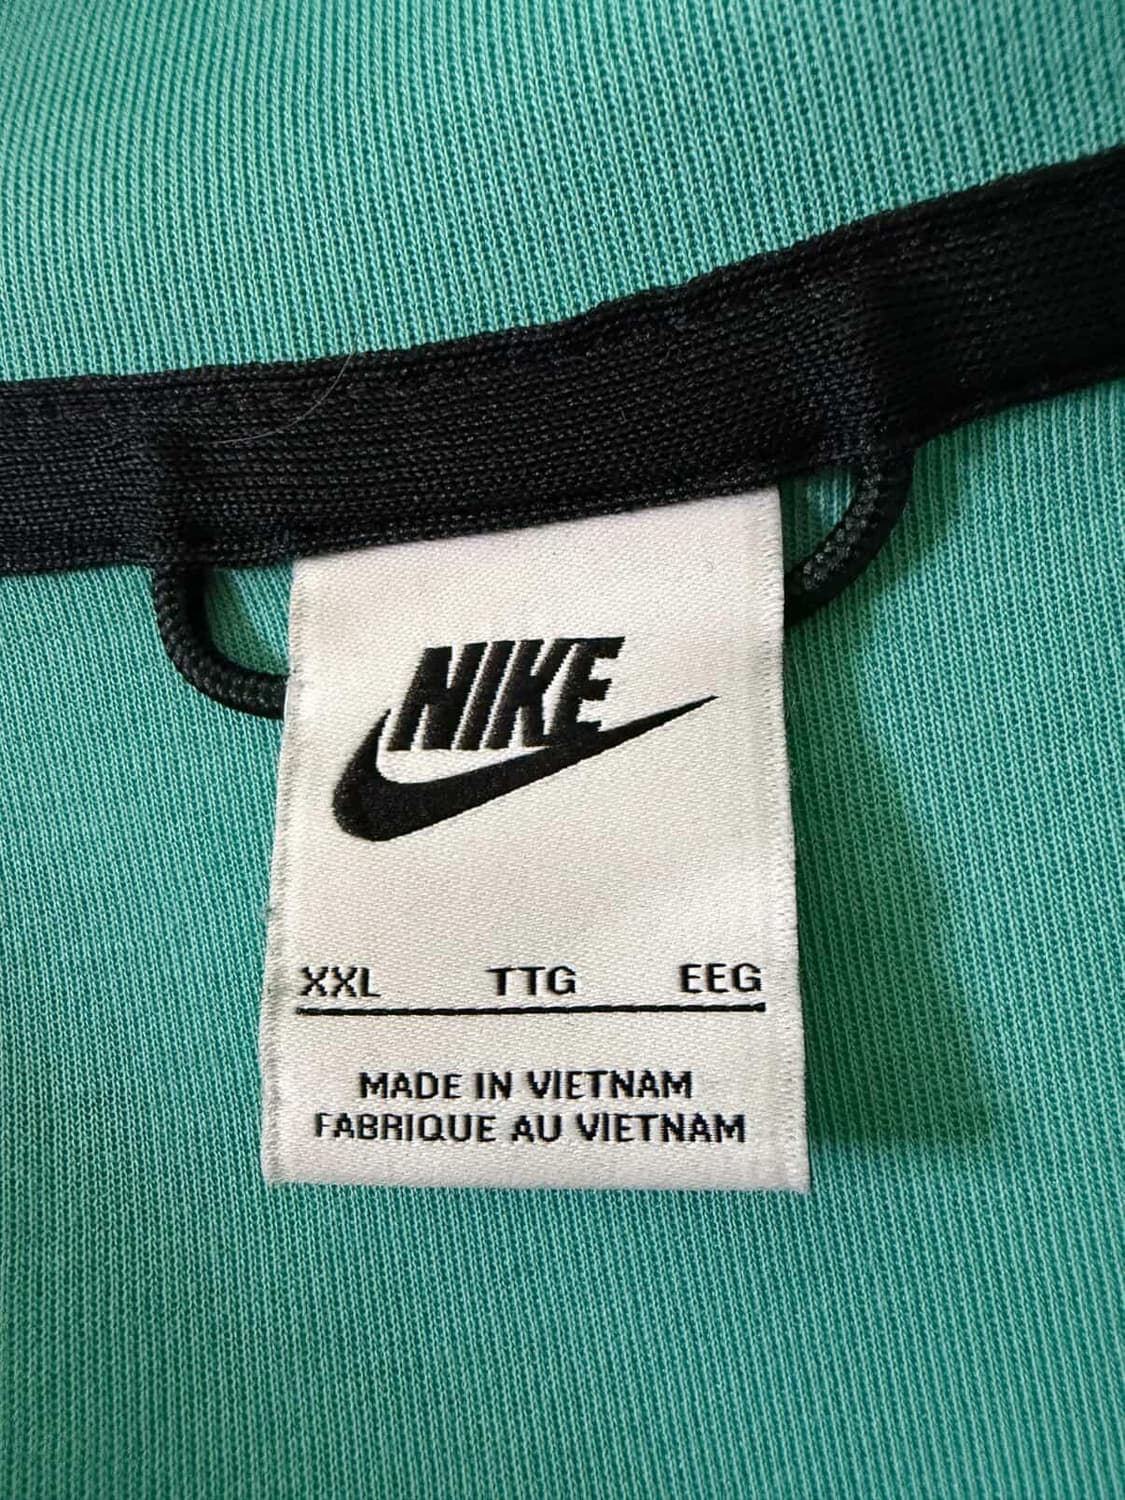 NIKE
XXL TTG EEG
MADE IN VIETNAM
FABRIQUE AU VIETNAM